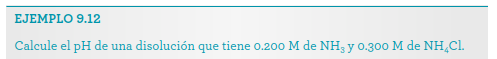 EJEMPLO 9.12
Calcule el pH de una disolución que tiene 0.200 M de NH₃ y 0.300 M de NH₄Cl.